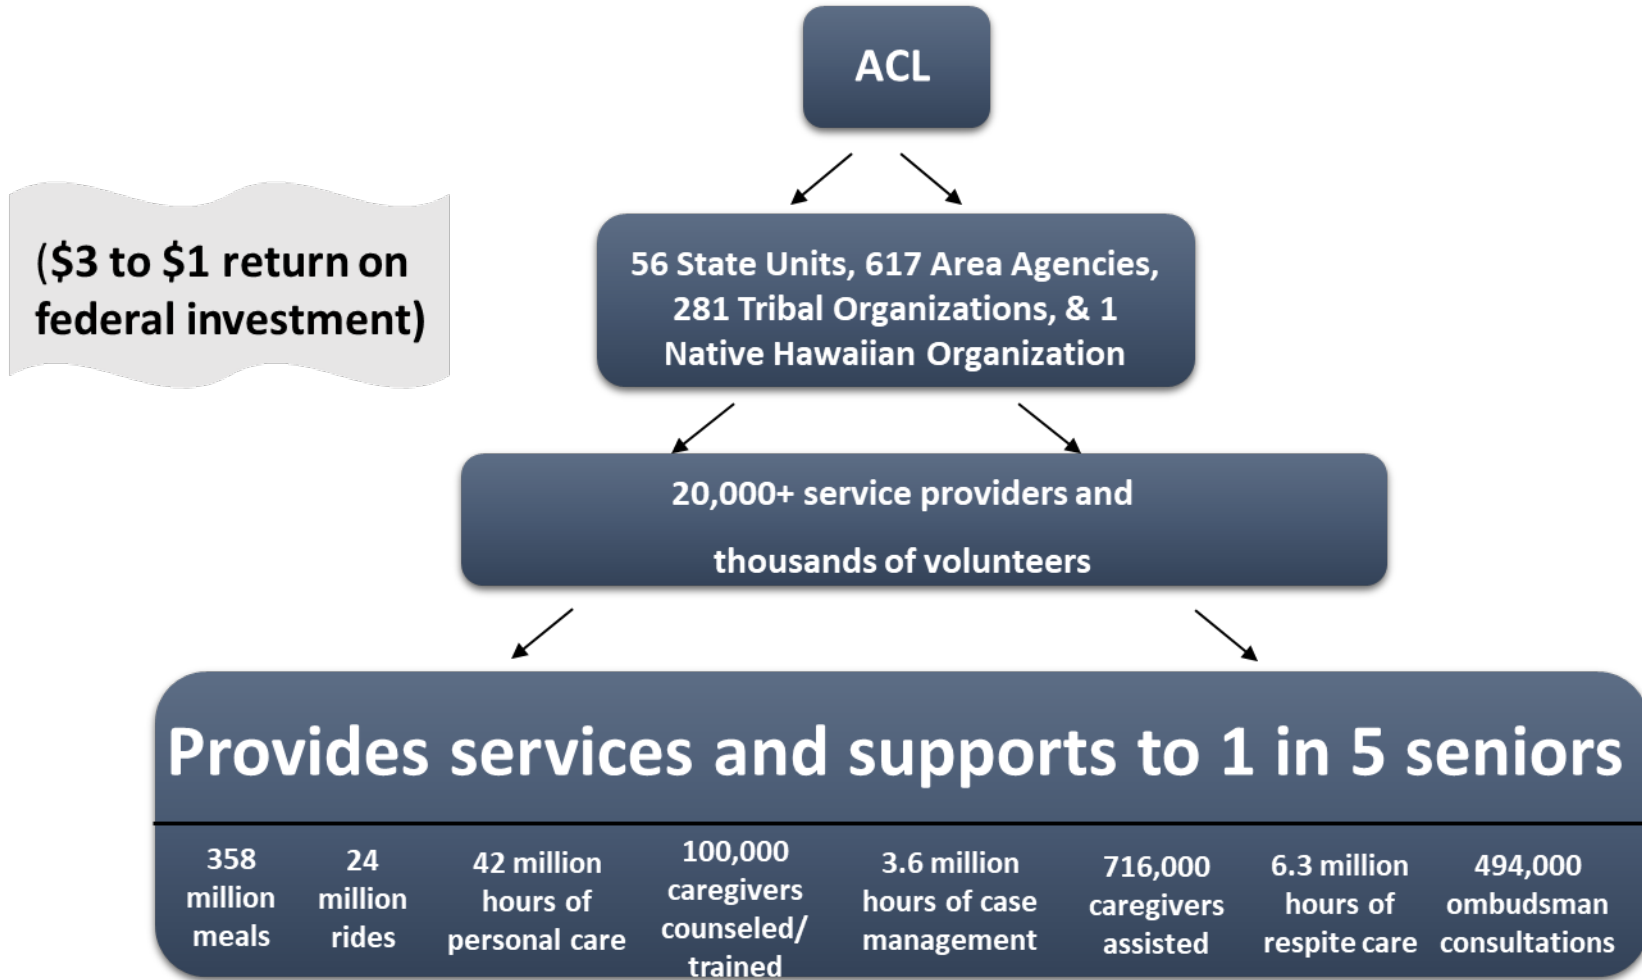 ACL
($3 to $1 return on
federal investment)
56 State Units, 617 Area Agencies,
281 Tribal Organizations, & 1
Native Hawaiian Organization
20,000+ service providers and
thousands of volunteers
Provides services and supports to 1 in 5 seniors
358
million
meals
24
million
rides
42 million
hours of
personal care
100,000
caregivers
counseled/
trained
3.6 million
hours of case
management
716,000
caregivers
assisted
6.3 million
hours of
respite care
494,000
ombudsman
consultations